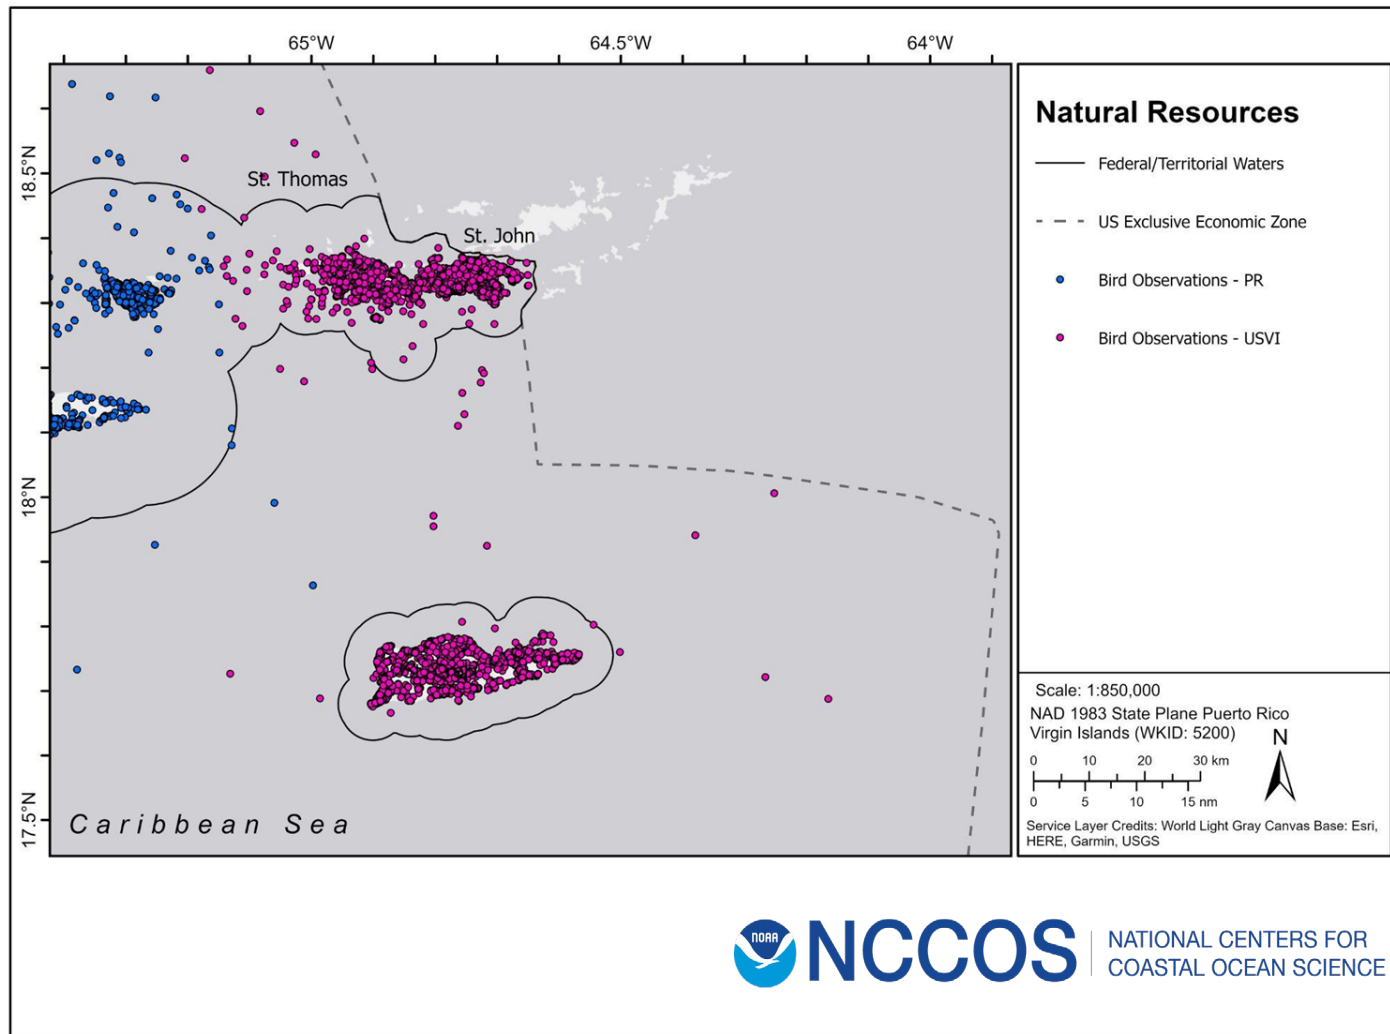 65°W
64.5°W
64°W
18.5°N
18°N
17.5°N
St. Thomas
St. John
Caribbean Sea
Natural Resources
Federal/Territorial Waters
US Exclusive Economic Zone
Bird Observations - PR
Bird Observations - USVI
Scale: 1:850,000
NAD 1983 State Plane Puerto Rico
Virgin Islands (WKID: 5200)
N
0 10 20 30 km
0 5 10 15 nm
Service Layer Credits: World Light Gray Canvas Base: Esri,
HERE, Garmin, USGS
NOAA
NCCOS
NATIONAL CENTERS FOR
COASTAL OCEAN SCIENCE